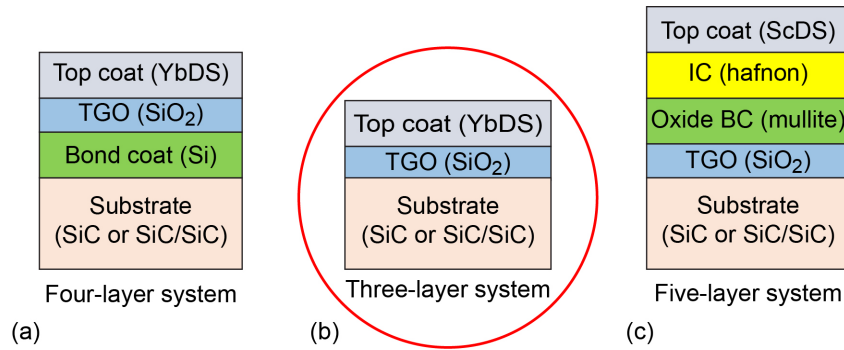 Top coat (YbDS)
TGO (SiO₂)
Bond coat (Si)
Substrate
(SiC or SiC/SiC)
Four-layer system
(a)
Top coat (YbDS)
TGO (SiO₂)
Substrate
(SiC or SiC/SiC)
Three-layer system
(b)
Top coat (ScDS)
IC (hafnon)
Oxide BC (mullite)
TGO (SiO₂)
Substrate
(SiC or SiC/SiC)
Five-layer system
(c)